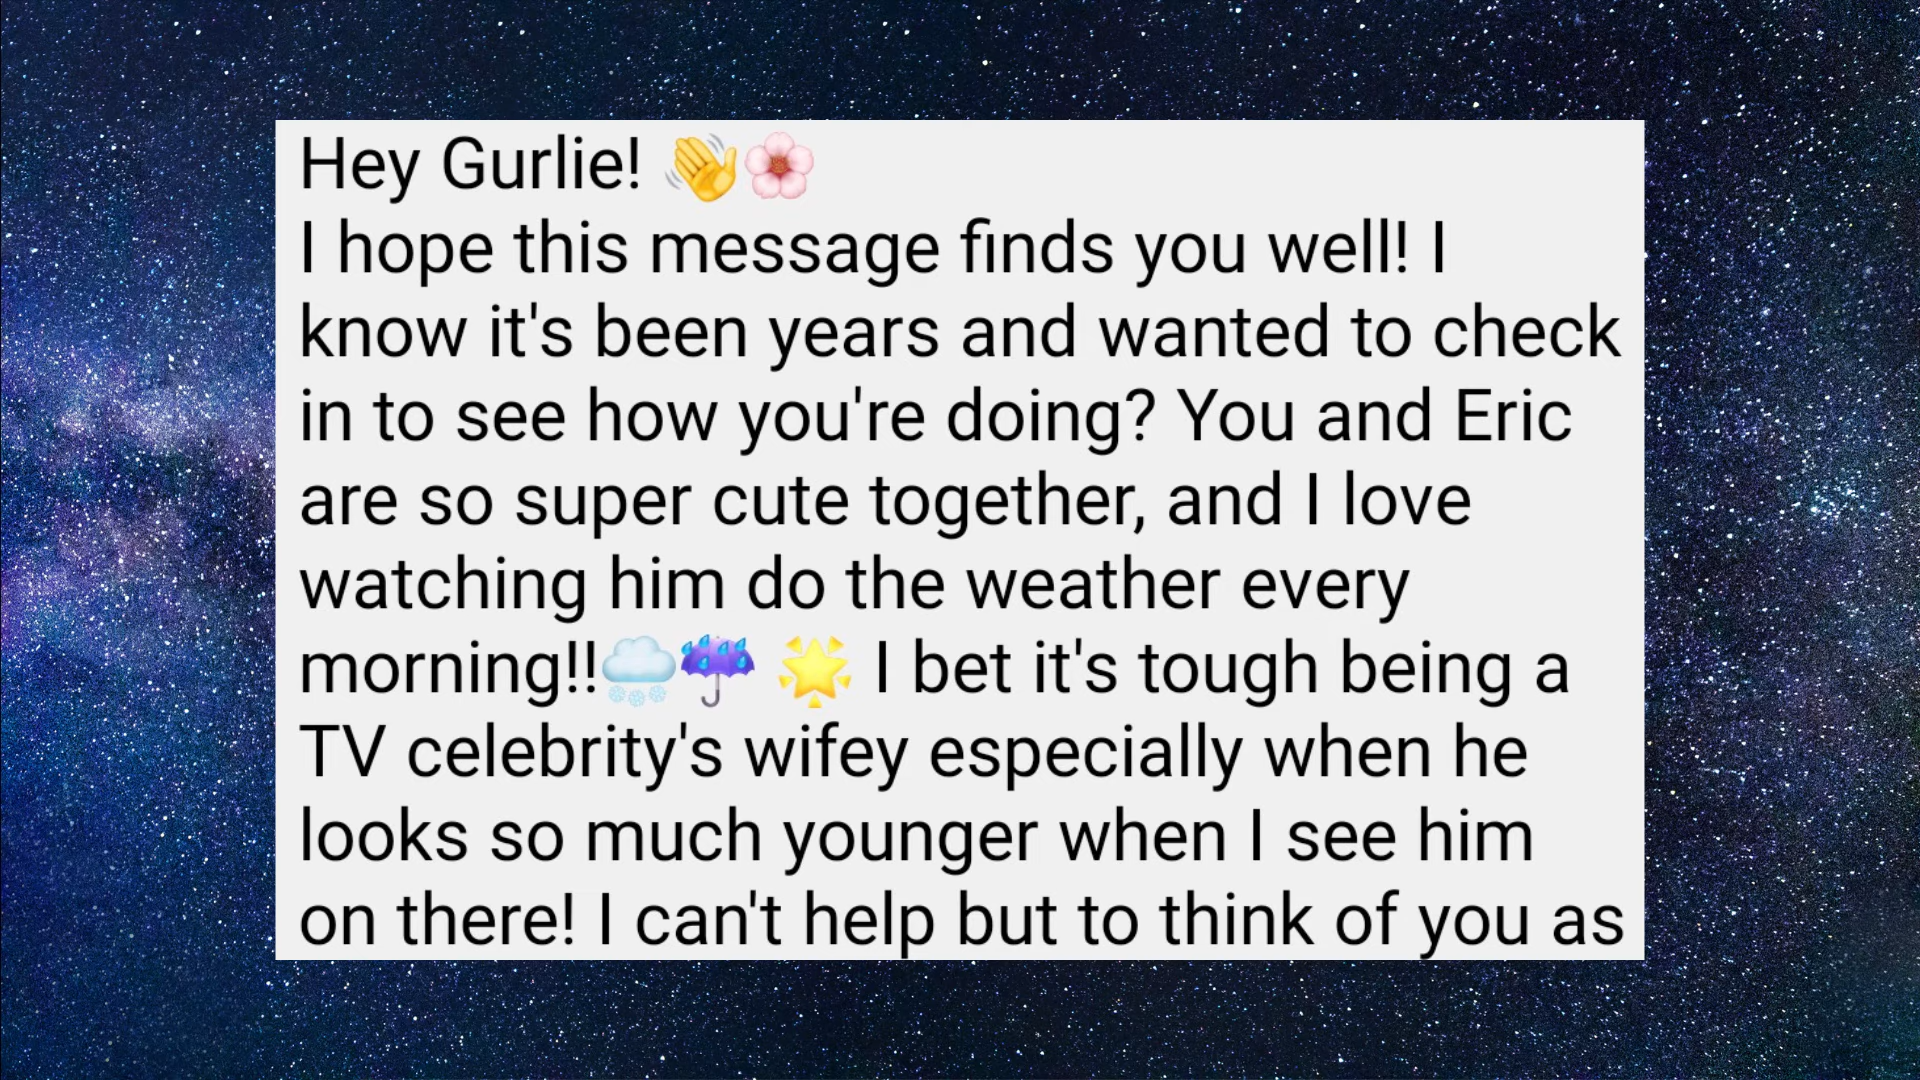 Hey Gurlie! 👋🌸
I hope this message finds you well! I
know it's been years and wanted to check
in to see how you're doing? You and Eric
are so super cute together, and I love
watching him do the weather every
morning!!🌨️☔ 🌟 I bet it's tough being a
TV celebrity's wifey especially when he
looks so much younger when I see him
on there! I can't help but to think of you as